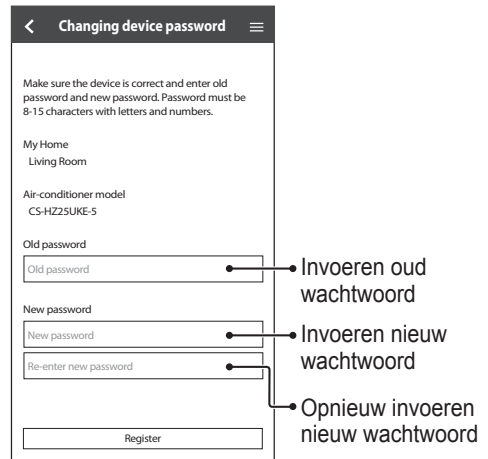 Changing device password
Make sure the device is correct and enter old
password and new password. Password must be
8-15 characters with letters and numbers.
My Home
Living Room
Air-conditioner model
CS-HZ25UKE-5
Old password
Old password
Invoeren oud
wachtwoord
New password
New password
Invoeren nieuw
wachtwoord
Re-enter new password
Opnieuw invoeren
nieuw wachtwoord
Register